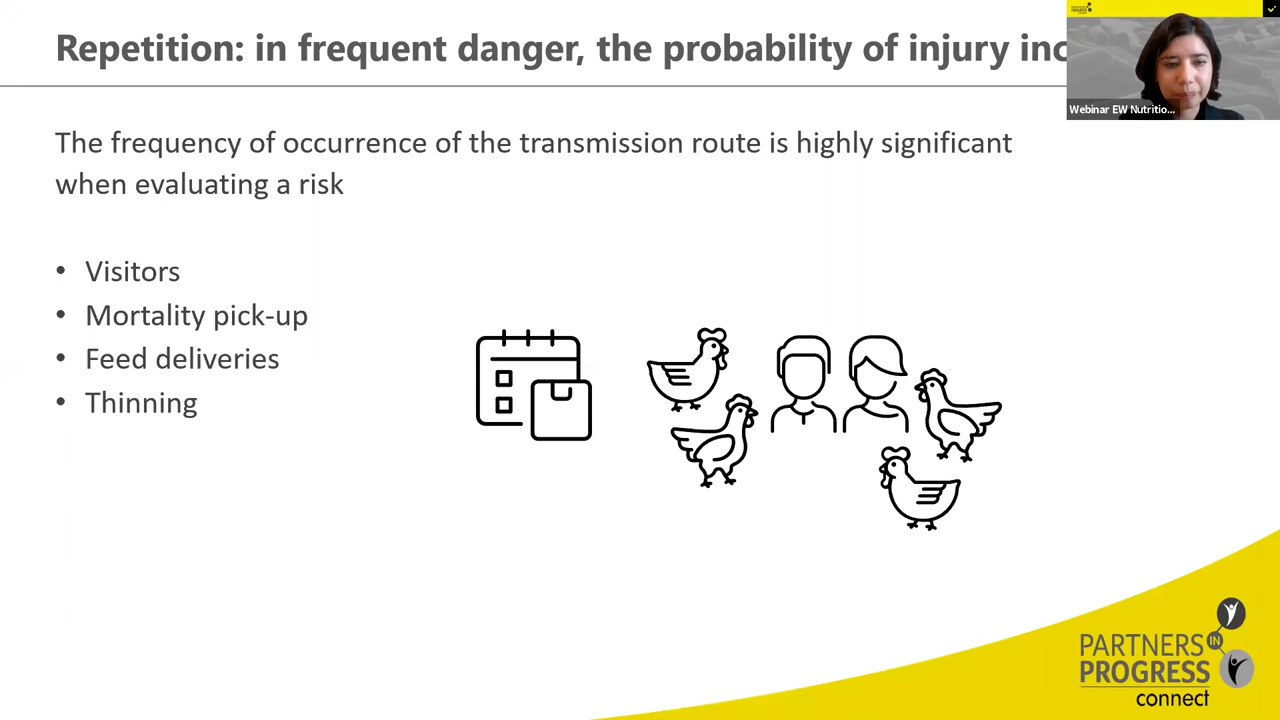 Repetition: in frequent danger, the probability of injury
Webinar EW Nutritio...
The frequency of occurrence of the transmission route is highly significant
when evaluating a risk
• Visitors
• Mortality pick-up
• Feed deliveries
• Thinning
PARTNERS
IN
PROGRESS
connect